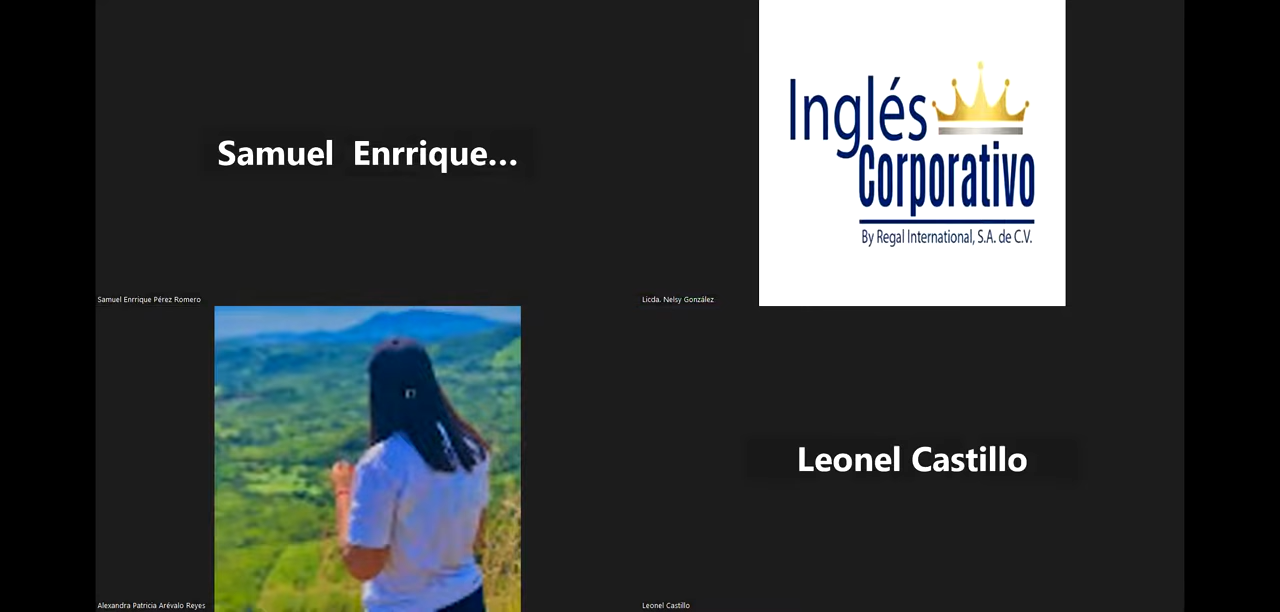 Samuel  Enrrique...
Samuel Enrrique Pérez Romero
Inglés
Corporativo
By Regal International, S.A. de C.V.
Licda. Nelsy González
Alexandra Patricia Arévalo Reyes
Leonel Castillo
Leonel Castillo